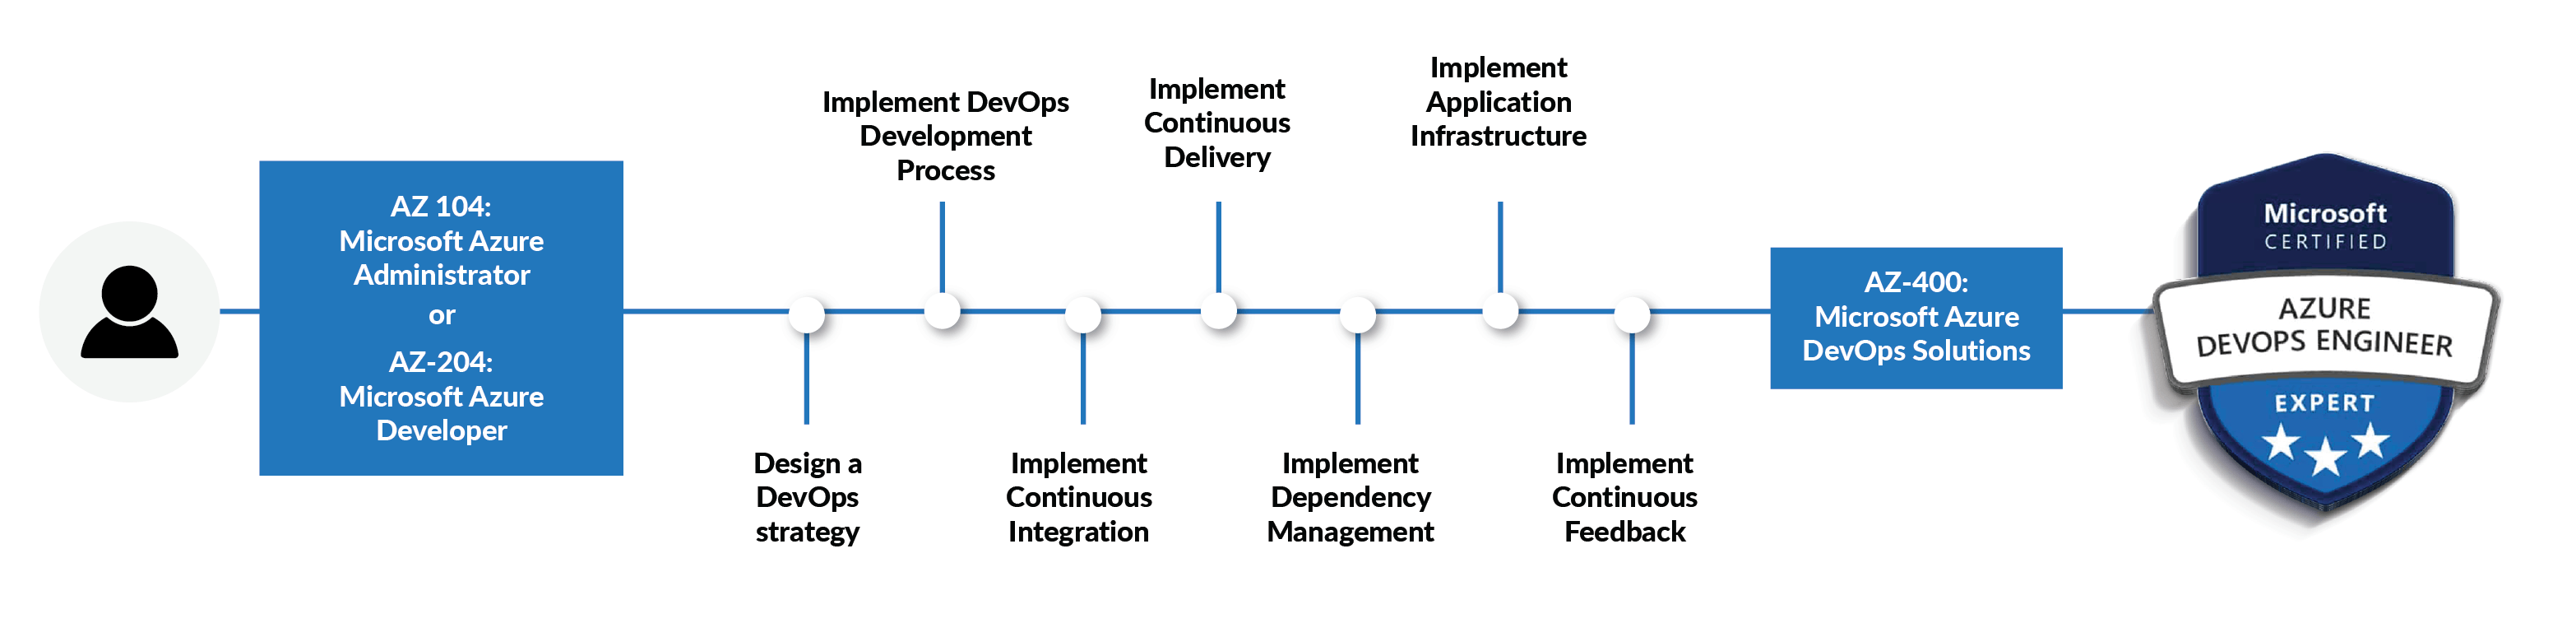 AZ 104:
Microsoft Azure
Administrator
or
AZ-204:
Microsoft Azure
Developer
Design a
DevOps
strategy
Implement DevOps
Development
Process
Implement
Continuous
Integration
Implement
Continuous
Delivery
Implement
Dependency
Management
Implement
Application
Infrastructure
Implement
Continuous
Feedback
AZ-400:
Microsoft Azure
DevOps Solutions
Microsoft
CERTIFIED
AZURE
DEVOPS ENGINEER
EXPERT